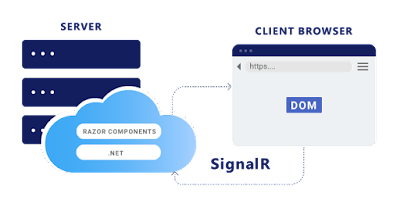 SERVER
CLIENT BROWSER
https....
DOM
RAZOR COMPONENTS
.NET
SignalR